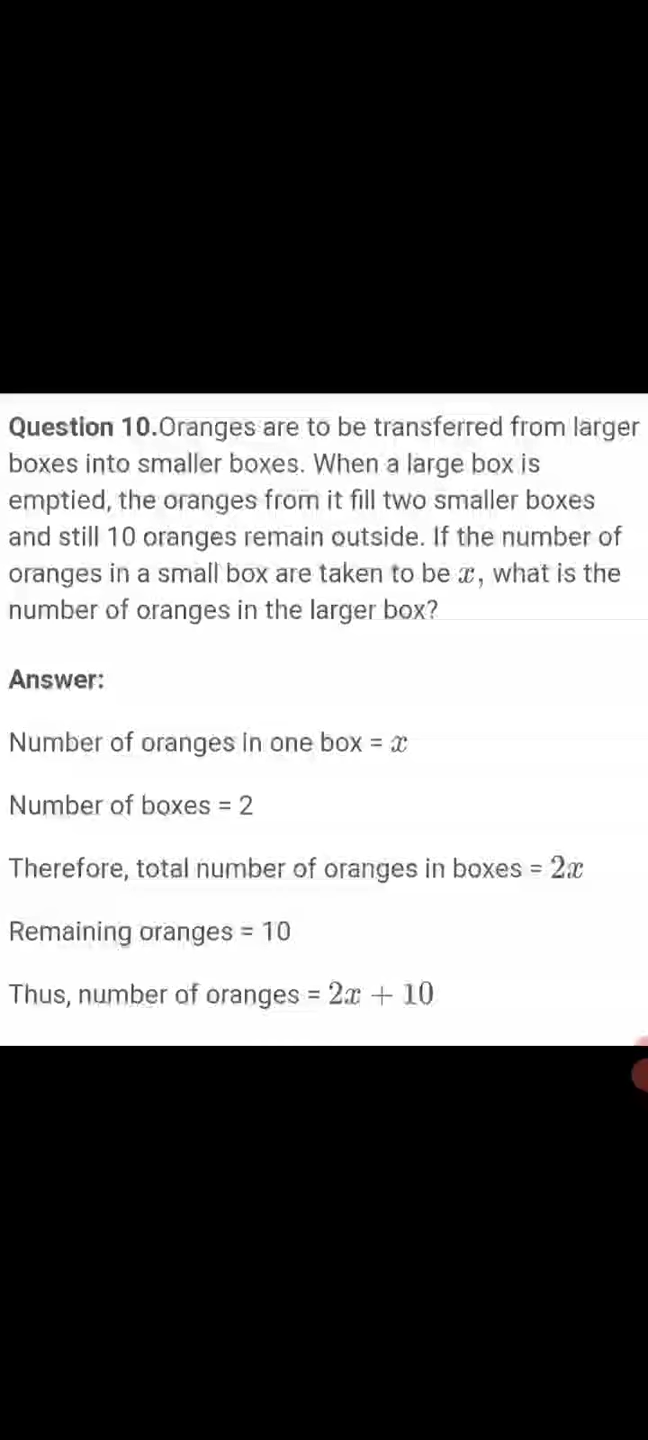 Question 10.Oranges are to be transferred from larger
boxes into smaller boxes. When a large box is
emptied, the oranges from it fill two smaller boxes
and still 10 oranges remain outside. If the number of
oranges in a small box are taken to be x, what is the
number of oranges in the larger box?
Answer:
Number of oranges in one box = x
Number of boxes = 2
Therefore, total number of oranges in boxes = 2x
Remaining oranges = 10
Thus, number of oranges = 2x + 10